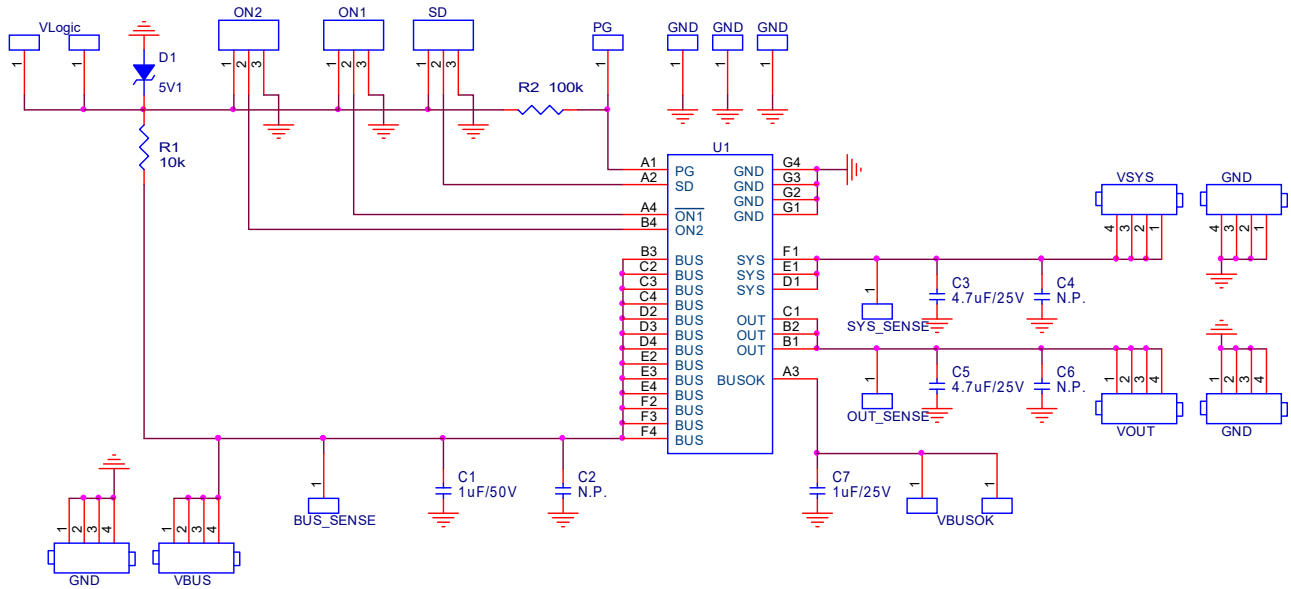 VLogic
ON2
ON1
SD
PG
GND
GND
GND
1
1
D1
5V1
1
2
3
1
2
3
1
2
3
1
1
1
1
R2 100k
R1
10k
U1
A1
PG
A2
SD
A4
ON1
B4
ON2
B3
BUS
C2
BUS
C3
BUS
C4
BUS
D2
BUS
D3
BUS
D4
BUS
E2
BUS
E3
BUS
E4
BUS
F2
BUS
F3
BUS
F4
BUS
GND
G4
GND
G3
GND
G2
GND
G1
SYS
F1
SYS
E1
SYS
D1
OUT
C1
OUT
B2
OUT
B1
BUSOK
A3
VSYS
4
3
2
1
GND
4
3
2
1
1
SYS_SENSE
C3
4.7uF/25V
C4
N.P.
1
OUT_SENSE
C5
4.7uF/25V
C6
N.P.
1
2
3
4
VOUT
1
2
3
4
GND
1
2
3
4
GND
1
2
3
4
VBUS
1
BUS_SENSE
C1
1uF/50V
C2
N.P.
C7
1uF/25V
1
1
VBUSOK